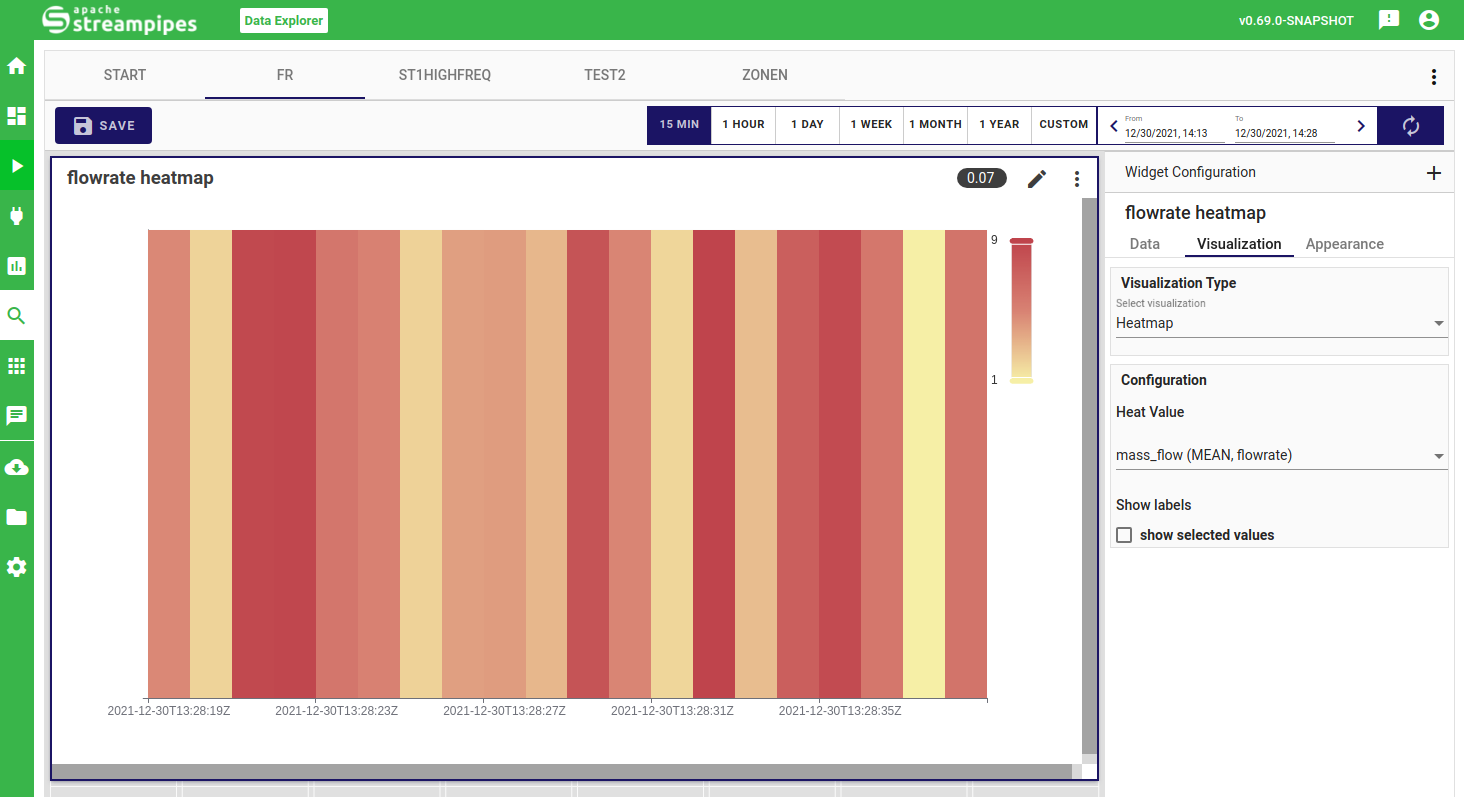 apache
streampipes
Data Explorer
v0.69.0-SNAPSHOT
START FR ST1HIGHFREQ TEST2 ZONEN
SAVE
15 MIN 1 HOUR 1 DAY 1 WEEK 1 MONTH 1 YEAR CUSTOM
From To
12/30/2021, 14:13 12/30/2021, 14:28
flowrate heatmap
0.07
9
1
2021-12-30T13:28:19Z 2021-12-30T13:28:23Z 2021-12-30T13:28:27Z 2021-12-30T13:28:31Z 2021-12-30T13:28:35Z
Widget Configuration
flowrate heatmap
Data Visualization Appearance
Visualization Type
Select visualization
Heatmap
Configuration
Heat Value
mass_flow (MEAN, flowrate)
Show labels
show selected values